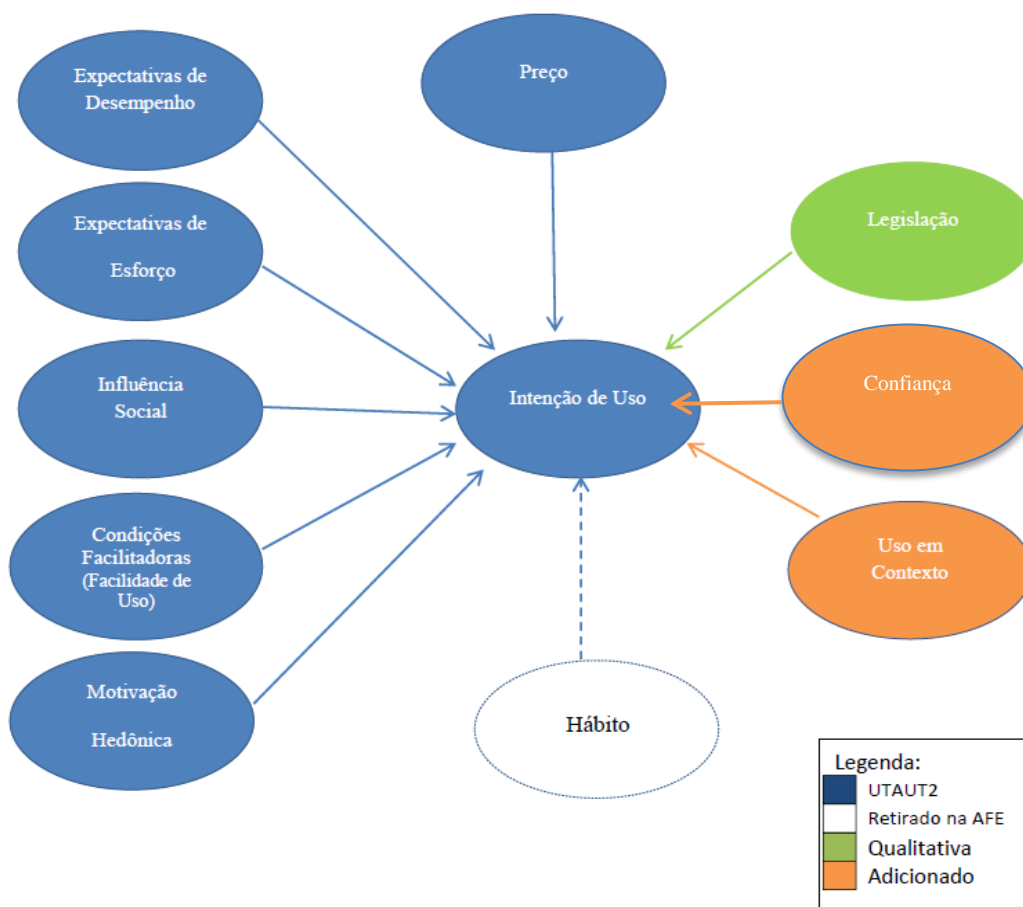 Expectativas de
Desempenho
Preço
Expectativas de
Esforço
Legislação
Influência
Social
Intenção de Uso
Confiança
Condições
Facilitadoras
(Facilidade de
Uso)
Uso em
Contexto
Motivação
Hedônica
Hábito
Legenda:
UTAUT2
Retirado na AFE
Qualitativa
Adicionado